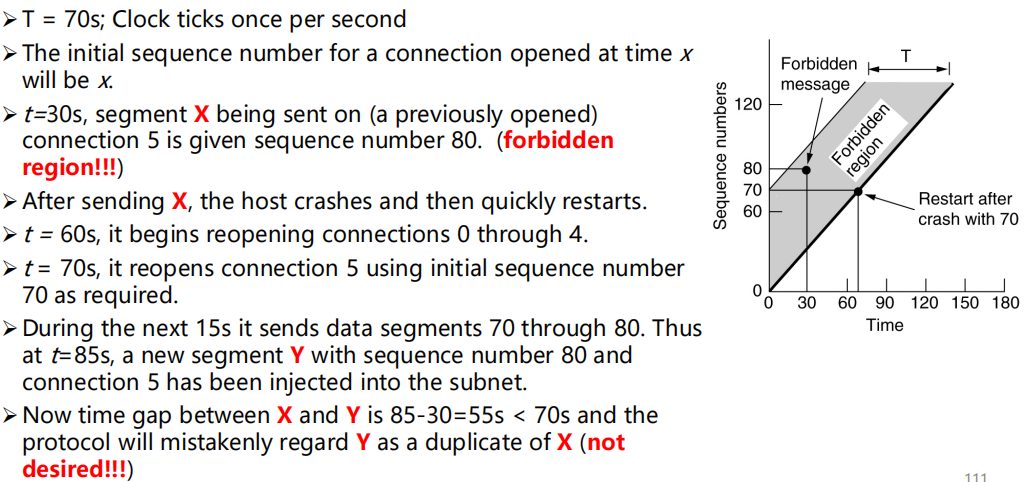 ➢T = 70s; Clock ticks once per second
➢The initial sequence number for a connection opened at time x
will be x.
➢t=30s, segment X being sent on (a previously opened)
connection 5 is given sequence number 80. (forbidden
region!!!)
➢After sending X, the host crashes and then quickly restarts.
➢t = 60s, it begins reopening connections 0 through 4.
➢t = 70s, it reopens connection 5 using initial sequence number
70 as required.
➢During the next 15s it sends data segments 70 through 80. Thus
at t=85s, a new segment Y with sequence number 80 and
connection 5 has been injected into the subnet.
➢Now time gap between X and Y is 85-30=55s < 70s and the
protocol will mistakenly regard Y as a duplicate of X (not
desired!!!)
Forbidden
message
T
Sequence numbers
120
80
70
60
0
Forbidden
region
Restart after
crash with 70
0 30 60 90 120 150 180
Time
111